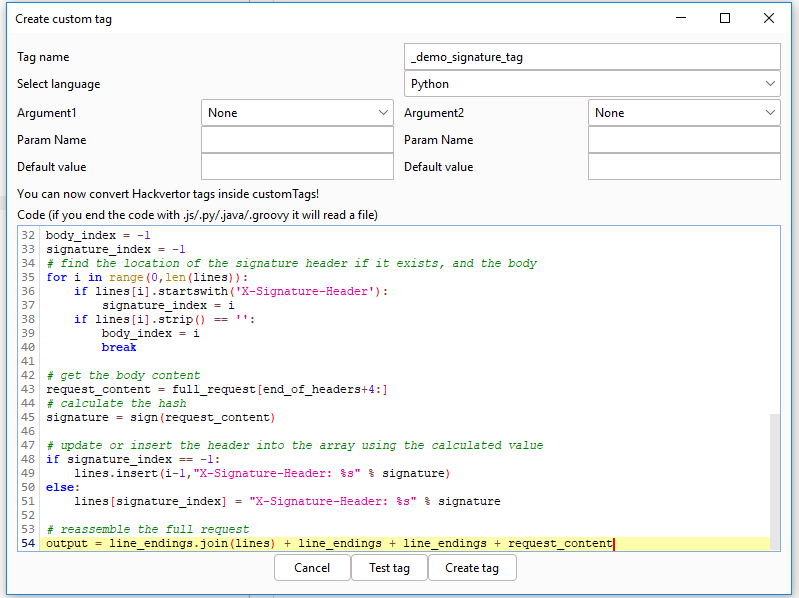 Create custom tag
Tag name
_demo_signature_tag
Select language
Python
Argument1
None
Argument2
None
Param Name
Param Name
Default value
Default value
You can now convert Hackvertor tags inside customTags!
Code (if you end the code with .js/.py/.java/.groovy it will read a file)
32 body_index = -1
33 signature_index = -1
34 # find the location of the signature header if it exists, and the body
35 for i in range(0,len(lines)):
36     if lines[i].startswith('X-Signature-Header'):
37         signature_index = i
38     if lines[i].strip() == '':
39         body_index = i
40         break
41
42 # get the body content
43 request_content = full_request[end_of_headers+4:]
44 # calculate the hash
45 signature = sign(request_content)
46
47 # update or insert the header into the array using the calculated value
48 if signature_index == -1:
49     lines.insert(i-1,"X-Signature-Header: %s" % signature)
50 else:
51     lines[signature_index] = "X-Signature-Header: %s" % signature
52
53 # reassemble the full request
54 output = line_endings.join(lines) + line_endings + line_endings + request_content
Cancel
Test tag
Create tag